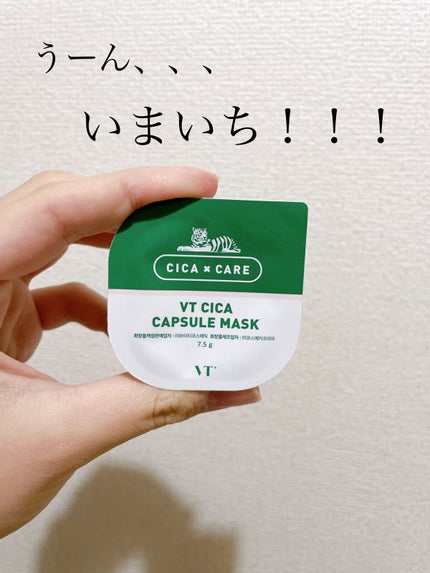 うーん、、、
いまいち！！！
CICA × CARE
VT CICA
CAPSULE MASK
7.5 g
VT